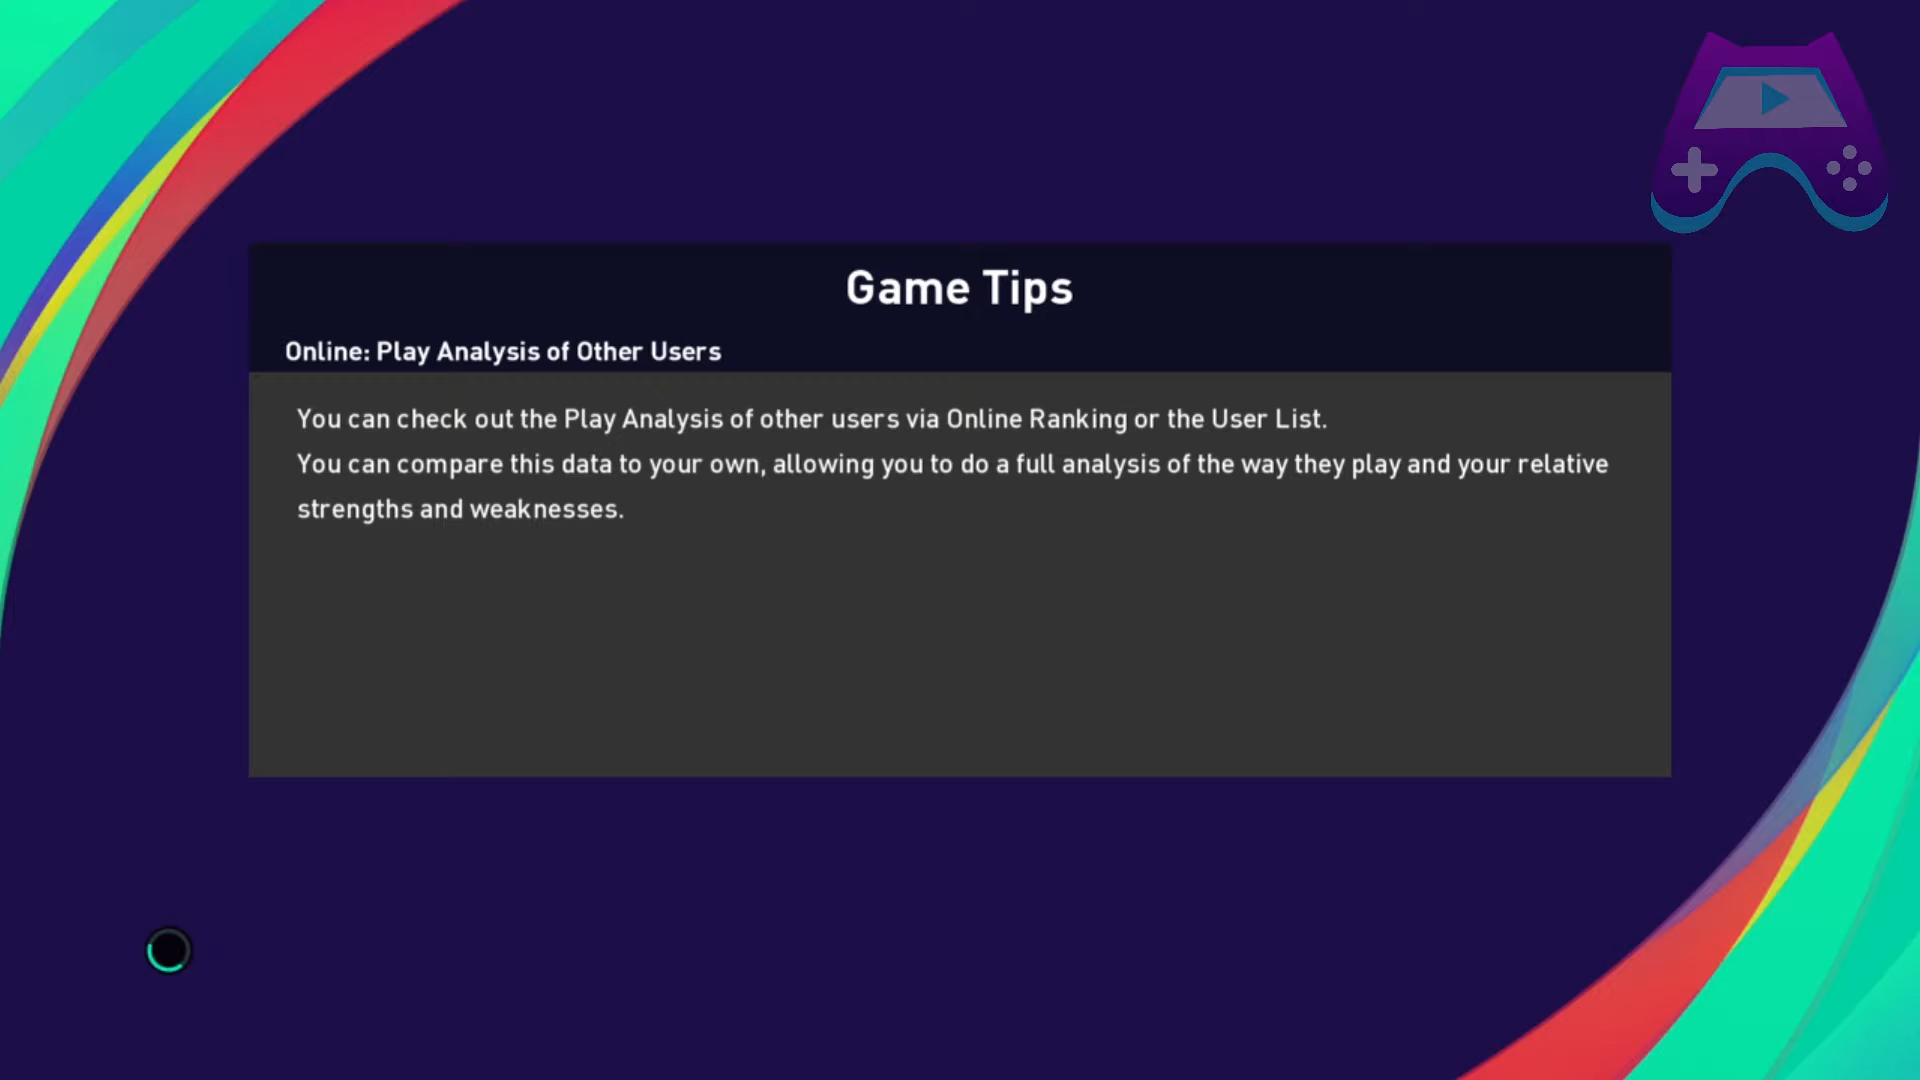 Game Tips
Online: Play Analysis of Other Users
You can check out the Play Analysis of other users via Online Ranking or the User List.
You can compare this data to your own, allowing you to do a full analysis of the way they play and your relative
strengths and weaknesses.